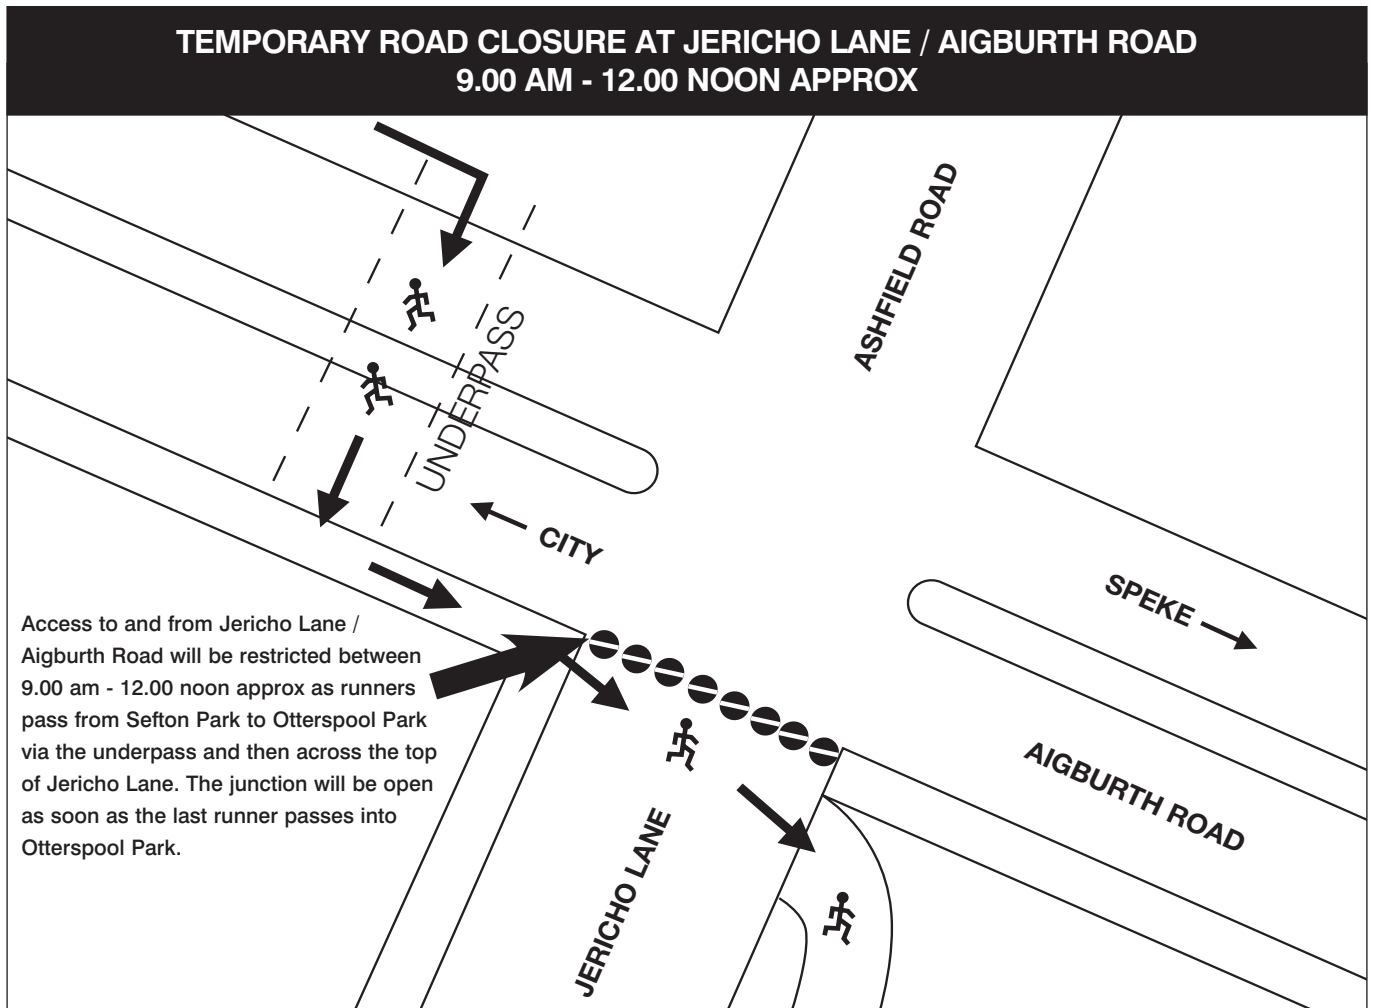 TEMPORARY ROAD CLOSURE AT JERICHO LANE / AIGBURTH ROAD
9.00 AM - 12.00 NOON APPROX
ASHFIELD ROAD
UNDERPASS
CITY
SPEKE
AIGBURTH ROAD
Access to and from Jericho Lane /
Aigburth Road will be restricted between
9.00 am - 12.00 noon approx as runners
pass from Sefton Park to Otterspool Park
via the underpass and then across the top
of Jericho Lane. The junction will be open
as soon as the last runner passes into
Otterspool Park.
JERICHO LANE